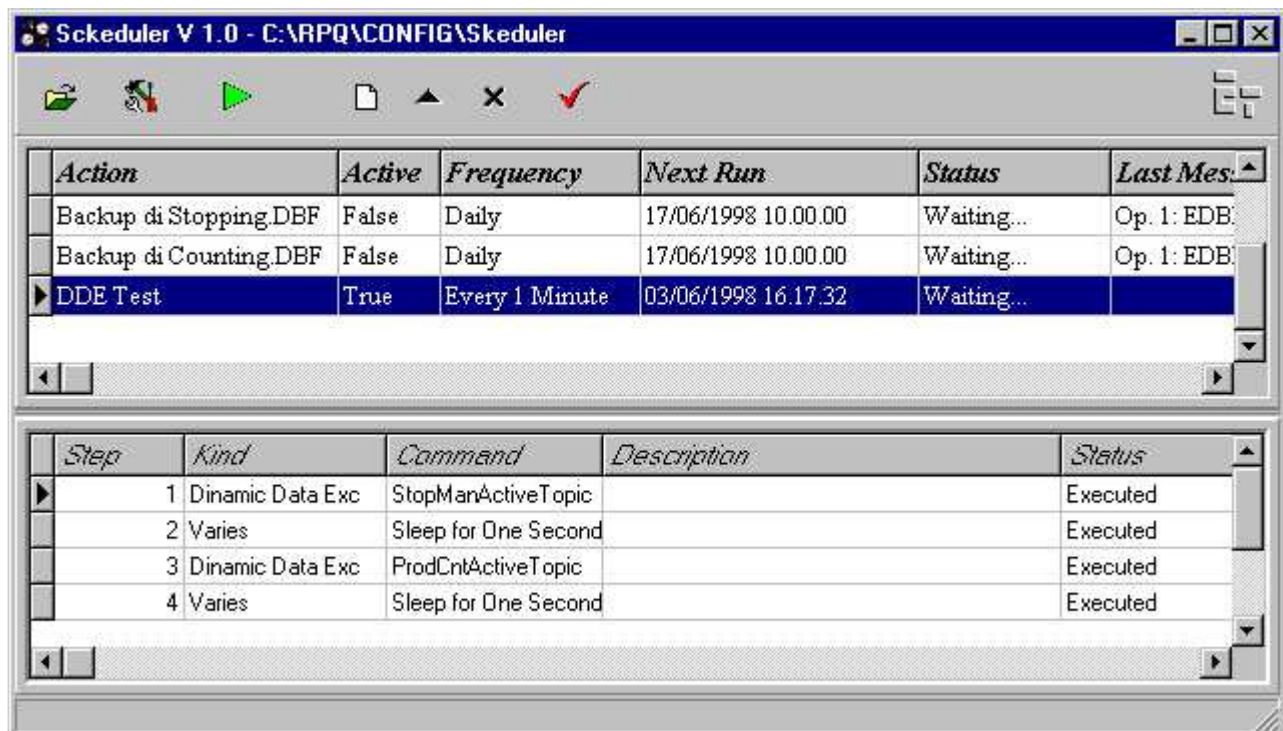 Sckeduler V 1.0 - C:\RPQ\CONFIG\Skeduler
Action Active Frequency Next Run Status Last Mes
Backup di Stopping.DBF False Daily 17/06/1998 10.00.00 Waiting... Op. 1: EDB
Backup di Counting.DBF False Daily 17/06/1998 10.00.00 Waiting... Op. 1: EDB
DDE Test True Every 1 Minute 03/06/1998 16.17.32 Waiting...
Step Kind Command Description Status
1 Dinamic Data Exc StopManActiveTopic Executed
2 Varies Sleep for One Second Executed
3 Dinamic Data Exc ProdCntActiveTopic Executed
4 Varies Sleep for One Second Executed